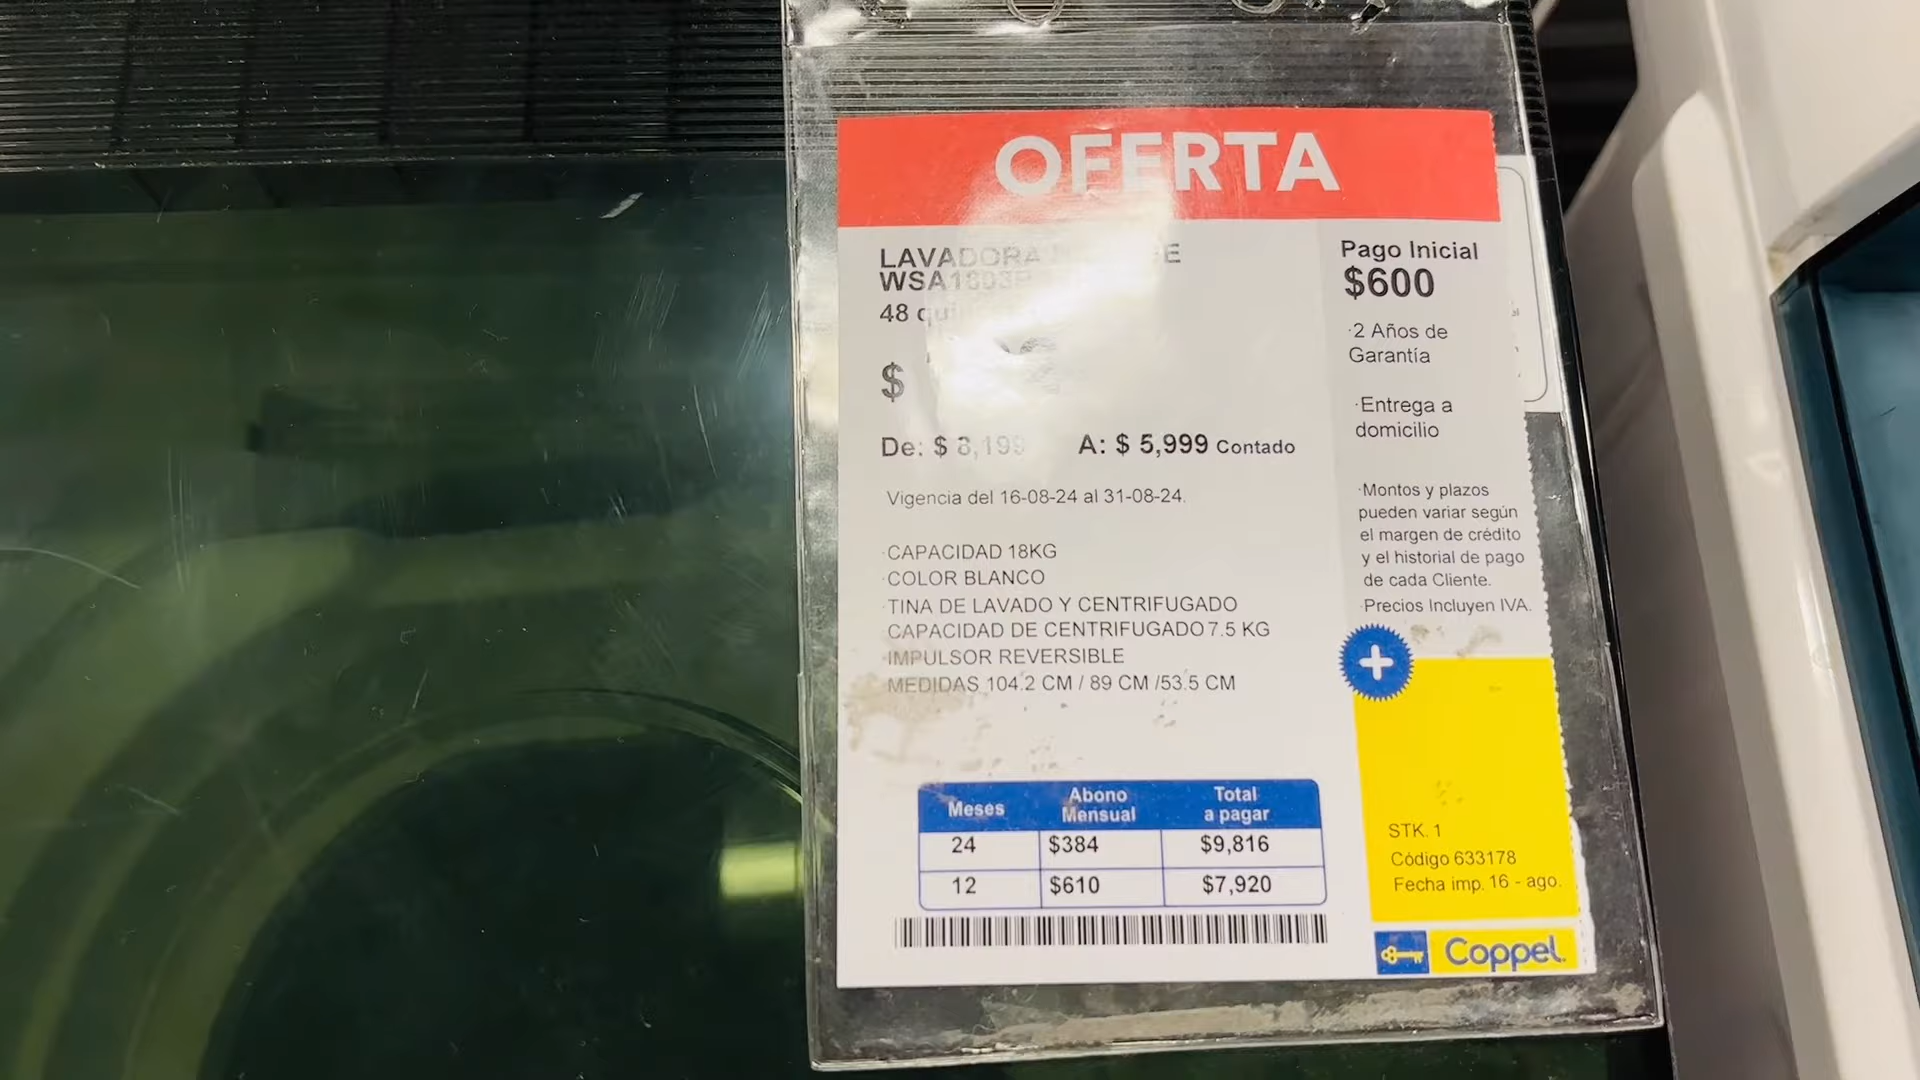 OFERTA
LAVADORA
WSA1803
48
$
De: $ 8,199 A: $ 5,999 Contado
Vigencia del 16-08-24 al 31-08-24.
·CAPACIDAD 18KG
·COLOR BLANCO
·TINA DE LAVADO Y CENTRIFUGADO
CAPACIDAD DE CENTRIFUGADO 7.5 KG
·IMPULSOR REVERSIBLE
·MEDIDAS 104.2 CM / 89 CM /53.5 CM
Meses Abono Mensual Total a pagar
24 $384 $9,816
12 $610 $7,920
Pago Inicial
$600
·2 Años de
Garantía
·Entrega a
domicilio
·Montos y plazos
pueden variar según
el margen de crédito
y el historial de pago
de cada Cliente.
·Precios Incluyen IVA.
+
STK. 1
Código 633178
Fecha imp. 16 - ago.
Coppel.